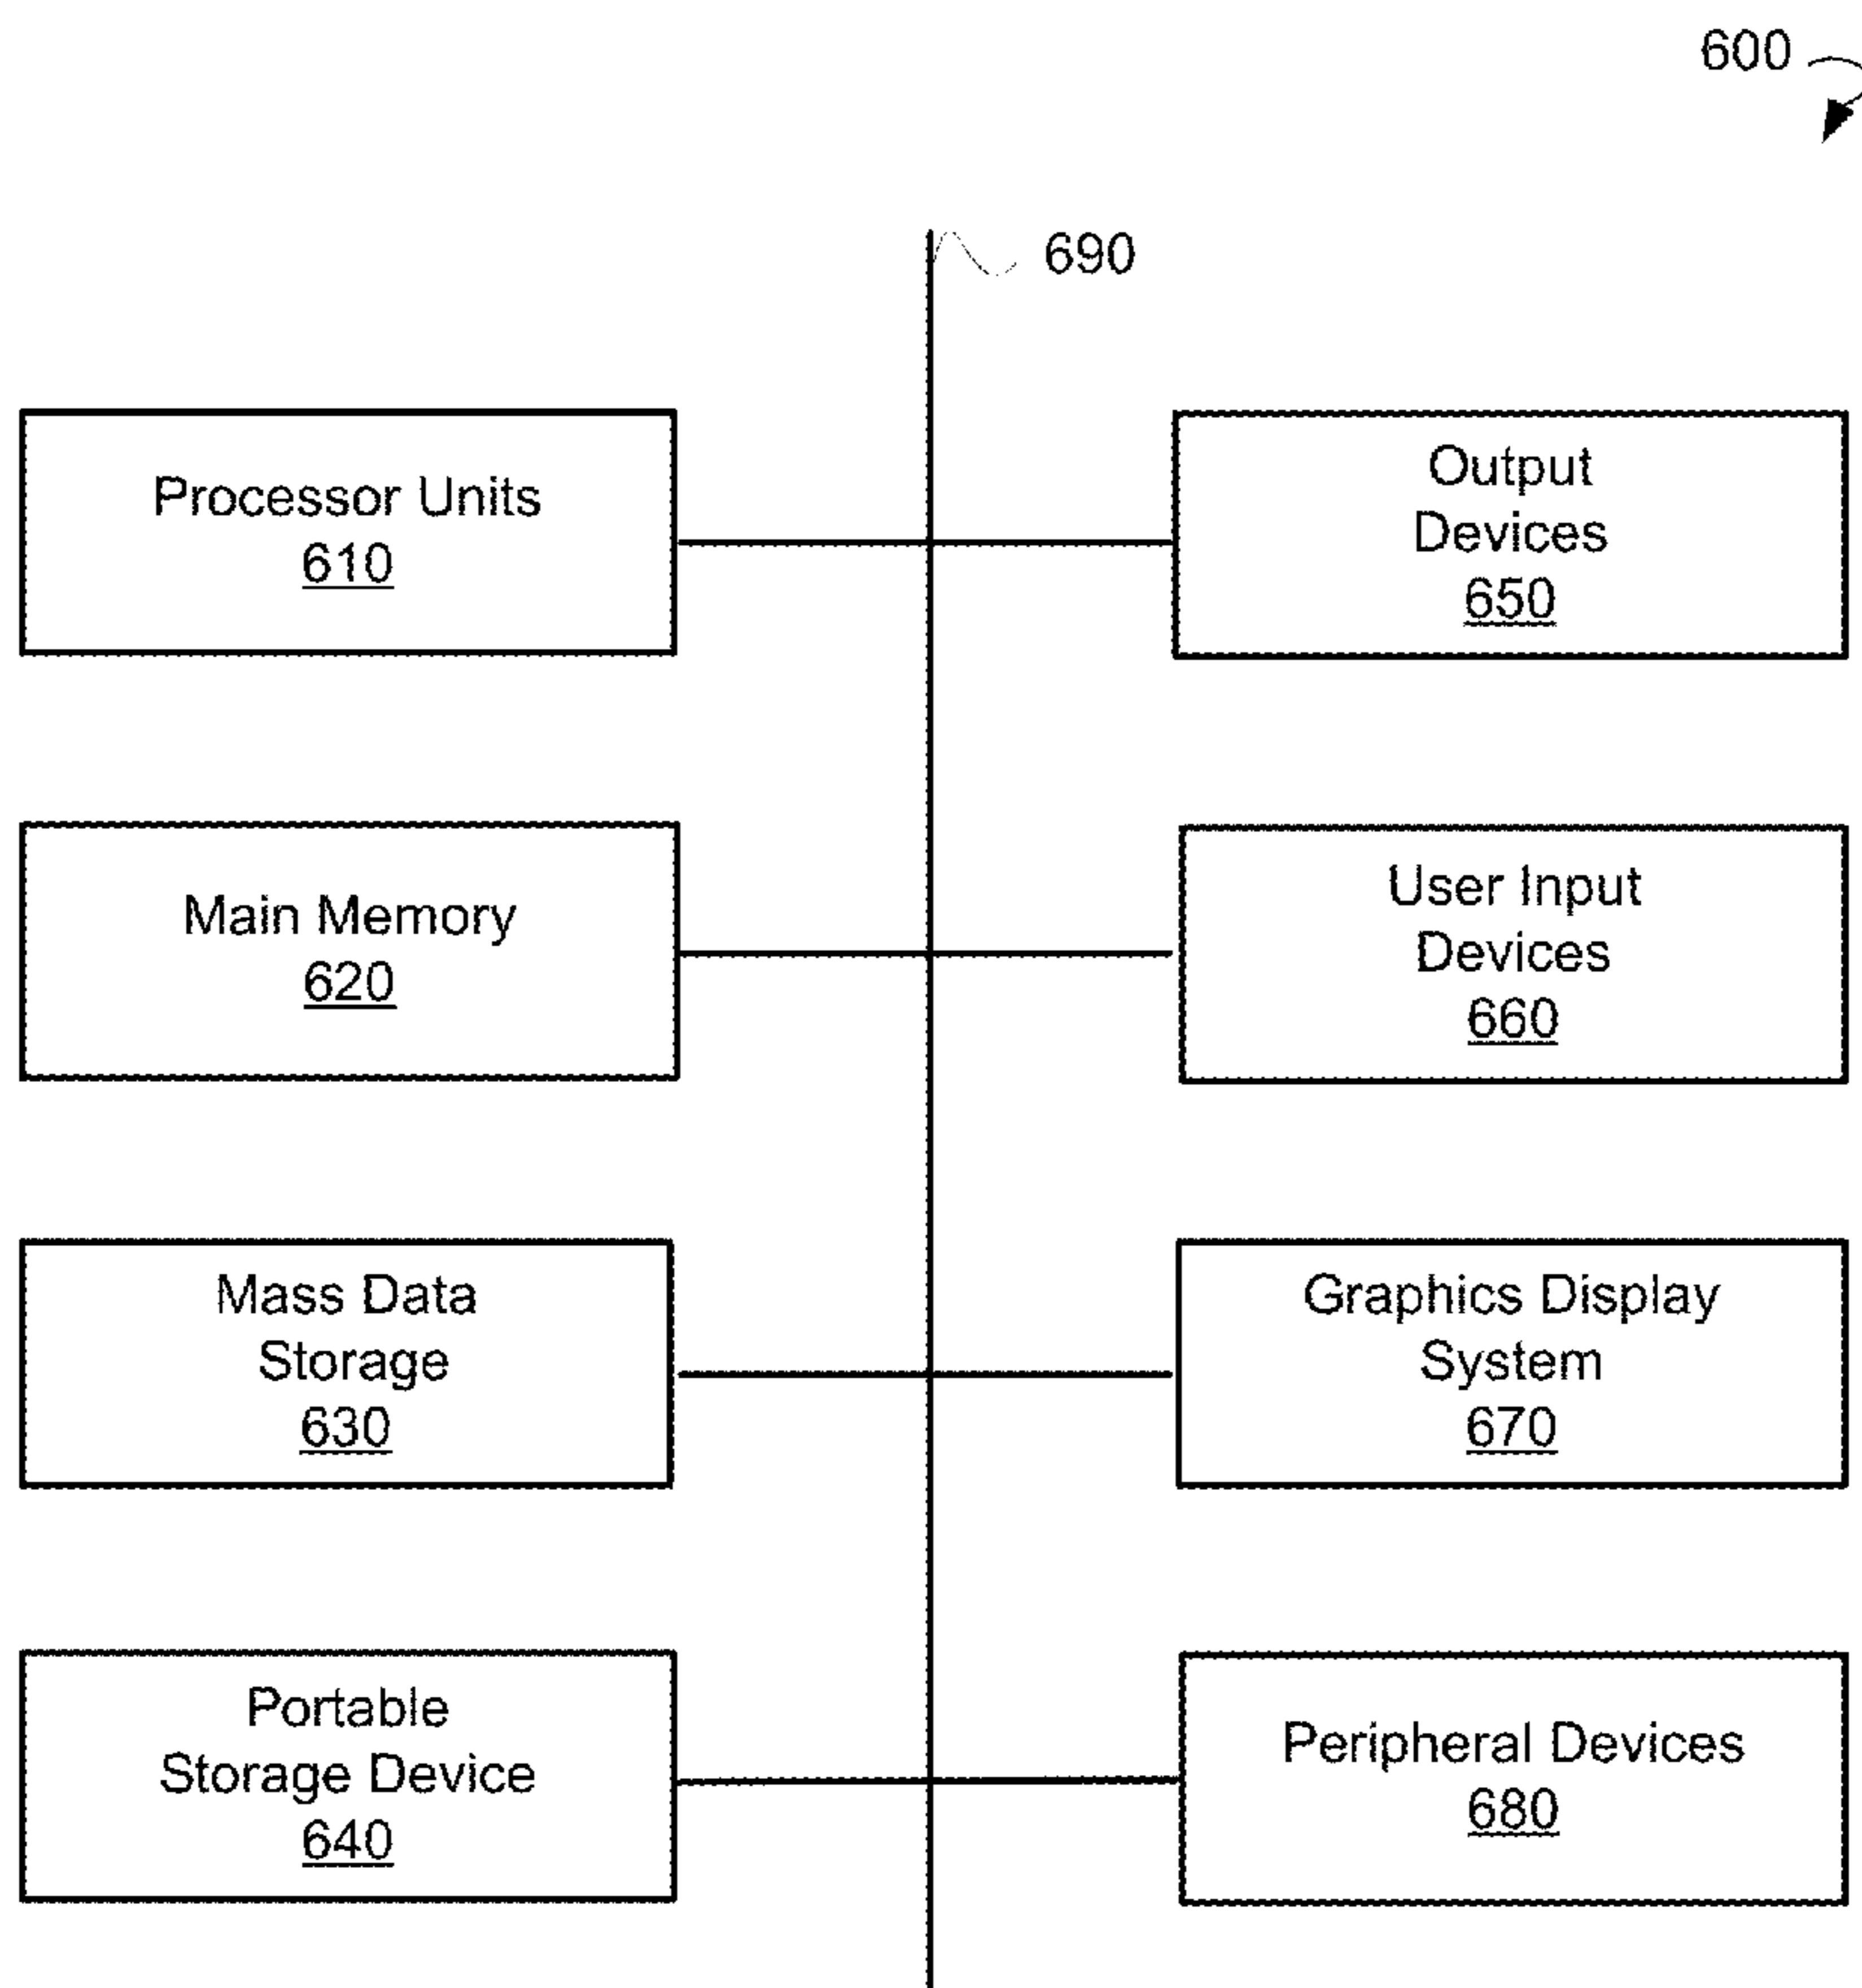 600
690
Processor Units
610
Output
Devices
650
Main Memory
620
User Input
Devices
660
Mass Data
Storage
630
Graphics Display
System
670
Portable
Storage Device
640
Peripheral Devices
680